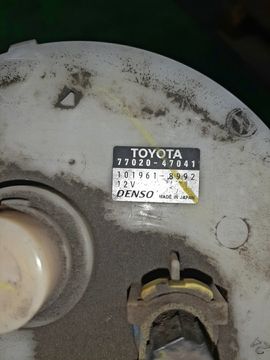 TOYOTA
77020-47041
101961-8992
12V
DENSO MADE IN JAPAN